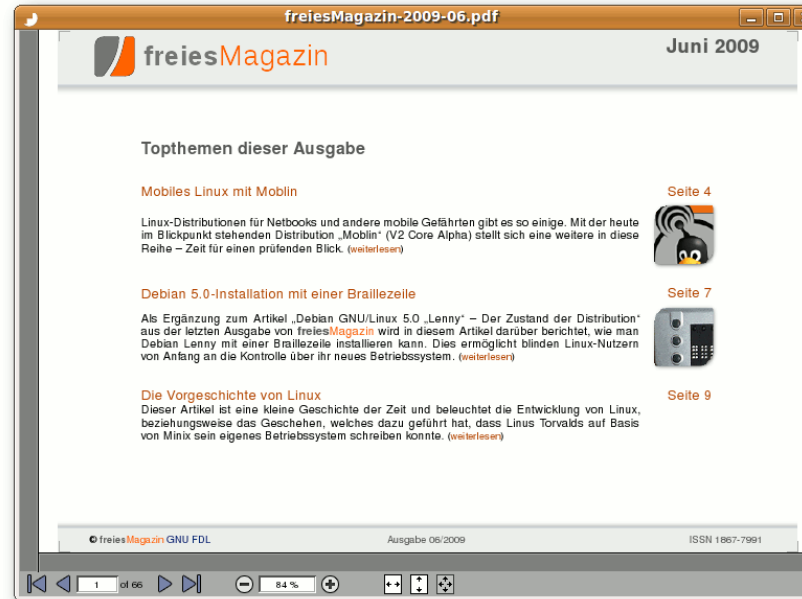 freiesMagazin-2009-06.pdf
freiesMagazin
Juni 2009
Topthemen dieser Ausgabe
Mobiles Linux mit Moblin
Seite 4
Linux-Distributionen für Netbooks und andere mobile Gefährten gibt es so einige. Mit der heute
im Blickpunkt stehenden Distribution „Moblin“ (V2 Core Alpha) stellt sich eine weitere in diese
Reihe – Zeit für einen prüfenden Blick. (weiterlesen)
Debian 5.0-Installation mit einer Braillezeile
Seite 7
Als Ergänzung zum Artikel „Debian GNU/Linux 5.0 „Lenny“ – Der Zustand der Distribution“
aus der letzten Ausgabe von freiesMagazin wird in diesem Artikel darüber berichtet, wie man
Debian Lenny mit einer Braillezeile installieren kann. Dies ermöglicht blinden Linux-Nutzern
von Anfang an die Kontrolle über ihr neues Betriebssystem. (weiterlesen)
Die Vorgeschichte von Linux
Seite 9
Dieser Artikel ist eine kleine Geschichte der Zeit und beleuchtet die Entwicklung von Linux,
beziehungsweise das Geschehen, welches dazu geführt hat, dass Linus Torvalds auf Basis
von Minix sein eigenes Betriebssystem schreiben konnte. (weiterlesen)
© freiesMagazin GNU FDL
Ausgabe 06/2009
ISSN 1867-7991
1 of 66
84 %